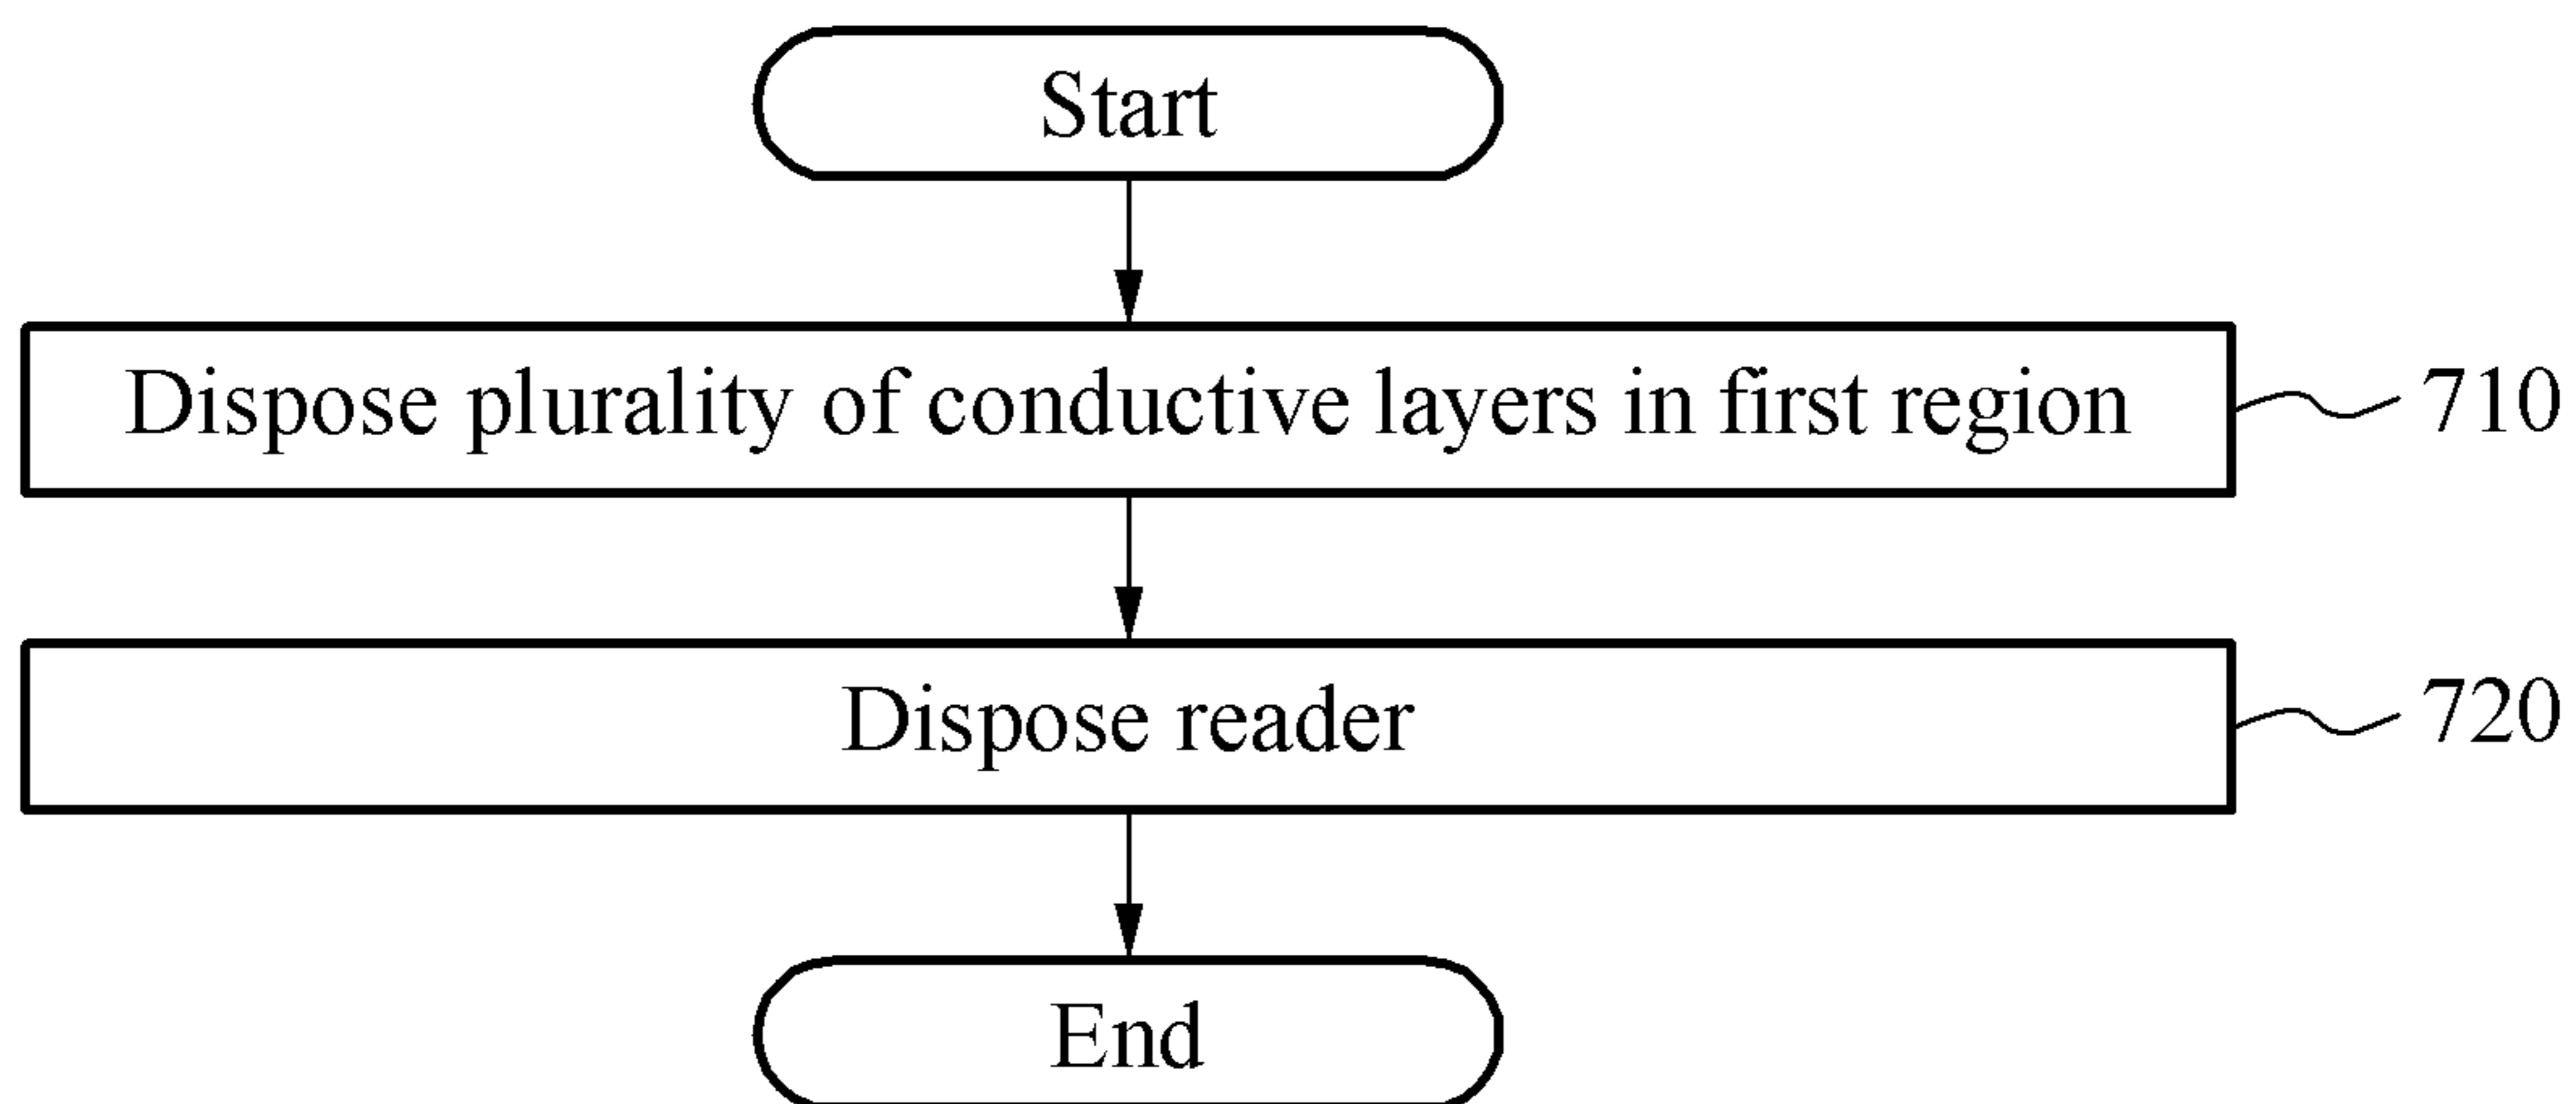 Start
Dispose plurality of conductive layers in first region
710
Dispose reader
720
End